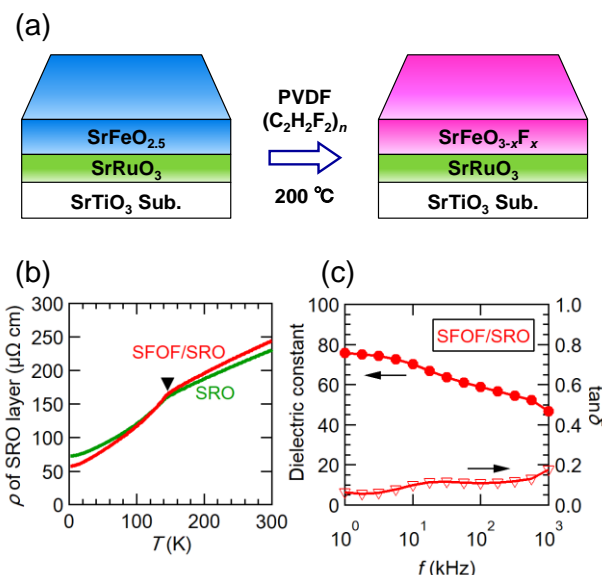 (a)
SrFeO2.5
SrRuO3
SrTiO3 Sub.
PVDF
(C2H2F2)n
200 ℃
SrFeO3-xFx
SrRuO3
SrTiO3 Sub.
(b)
ρ of SRO layer (μΩ cm)
300
250
200
150
100
50
0
SFOF/SRO
SRO
0 100 200 300
T (K)
(c)
Dielectric constant
100
80
60
40
20
0
SFOF/SRO
1.0
0.8
0.6
0.4
0.2
0.0
tanδ
10^0 10^1 10^2 10^3
f (kHz)